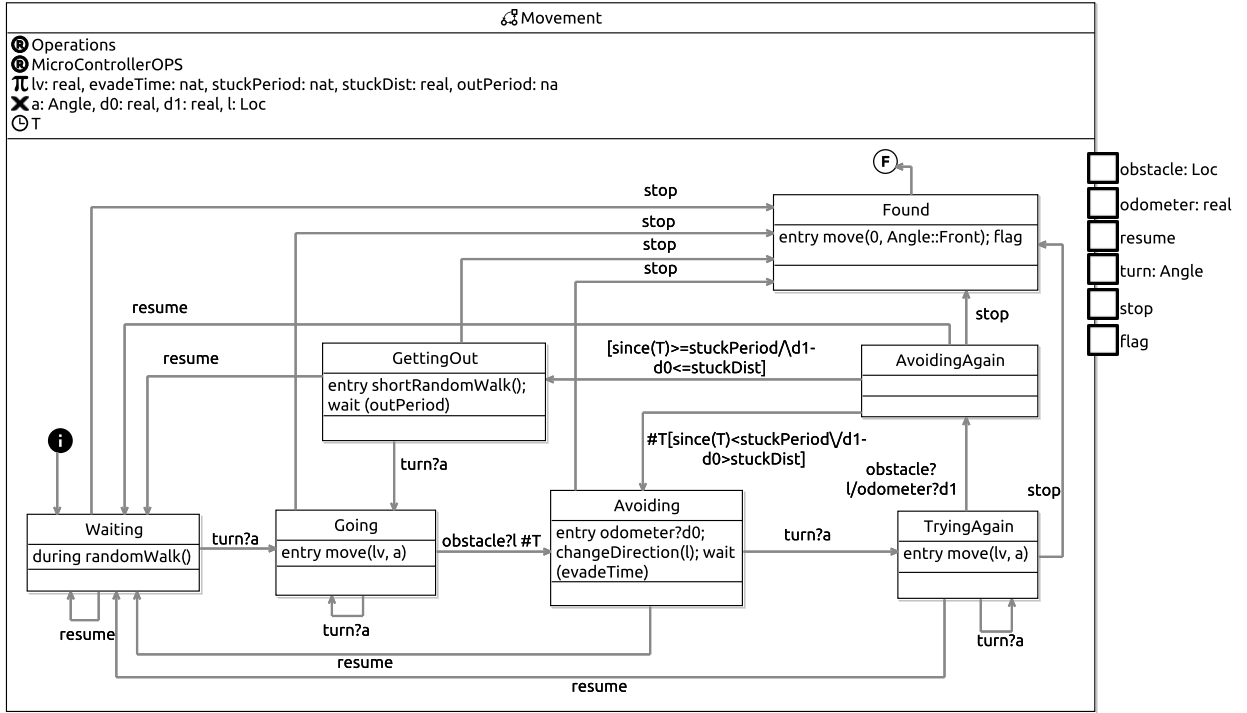 Movement
R Operations
R MicroControllerOPS
π lv: real, evadeTime: nat, stuckPeriod: nat, stuckDist: real, outPeriod: na
X a: Angle, d0: real, d1: real, l: Loc
T
F
obstacle: Loc
odometer: real
resume
turn: Angle
stop
flag
stop
Found
entry move(0, Angle::Front); flag
stop
stop
stop
stop
resume
resume
GettingOut
entry shortRandomWalk();
wait (outPeriod)
[since(T)>=stuckPeriod/\d1-
d0<=stuckDist]
AvoidingAgain
i
turn?a
#T[since(T)<stuckPeriod\/d1-
d0>stuckDist]
obstacle?
l/odometer?d1
stop
Waiting
during randomWalk()
turn?a
Going
entry move(lv, a)
obstacle?l #T
Avoiding
entry odometer?d0;
changeDirection(l); wait
(evadeTime)
turn?a
TryingAgain
entry move(lv, a)
resume
turn?a
turn?a
resume
resume